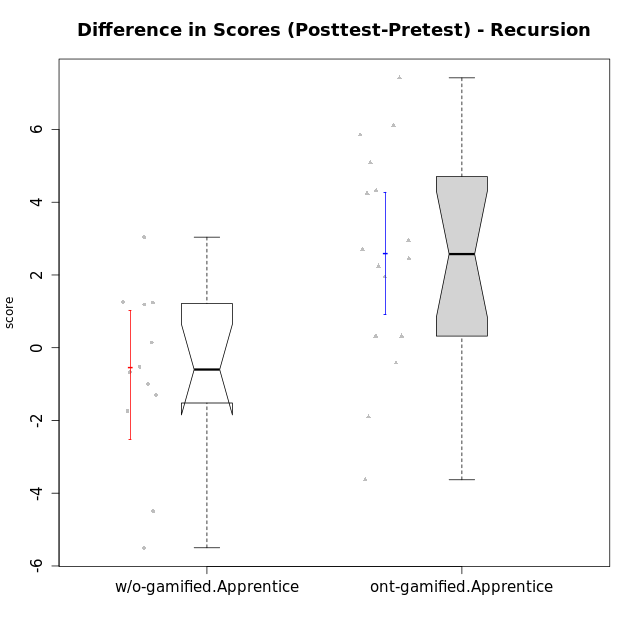 Difference in Scores (Posttest-Pretest) - Recursion
score
6
4
2
0
-2
-4
-6
w/o-gamified.Apprentice
ont-gamified.Apprentice